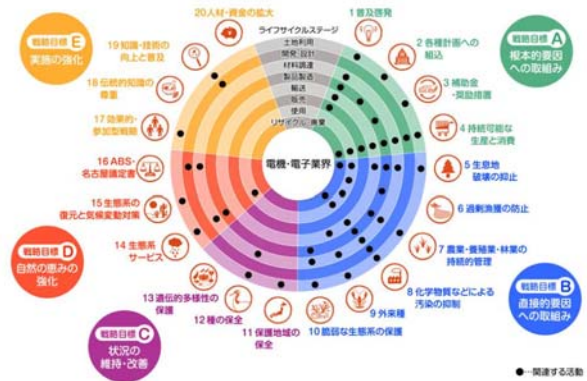 ライフサイクルステージ
土地利用
開発・設計
材料調達
製品製造
輸送
販売
使用
リサイクル・廃棄
電機・電子業界
戦略目標 A
根本的要因
への取組み
1 普及啓発
2 各種計画への
組込
3 補助金
・奨励措置
4 持続可能な
生産と消費
戦略目標 B
直接的要因
への取組み
5 生息地
破壊の抑止
6 過剰漁獲の防止
7 農業・養殖業・林業の
持続的管理
8 化学物質などによる
汚染の抑制
9 外来種
10 脆弱な生態系の保護
戦略目標 C
状況の
維持・改善
11 保護地域の
保全
12 種の保全
13 遺伝的多様性の
保護
戦略目標 D
自然の恵みの
強化
14 生態系
サービス
15 生態系の
復元と気候変動対策
16 ABS・
名古屋議定書
戦略目標 E
実施の強化
17 効果的・
参加型戦略
18 伝統的知識の
尊重
19 知識・技術の
向上と普及
20 人材・資金の拡大
●…関連する活動